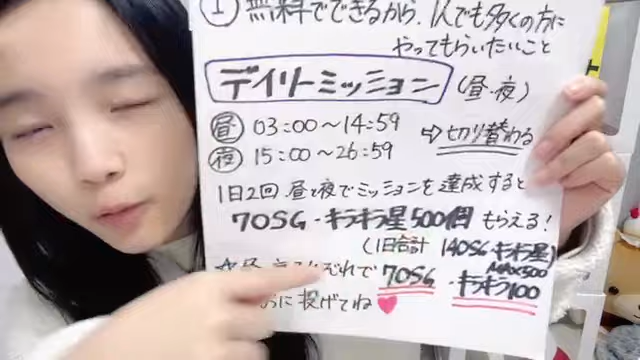 ① 無料でできるから、1人でも多くの方に
やってもらいたいこと
デイリーミッション (昼・夜)
昼 03:00〜14:59
夜 15:00〜26:59
⇨切り替わる
1日2回、昼と夜でミッションを達成すると
70SG・キラキラ星500個 もらえる!
(1日合計 140SG キラキラ星)
MAX500
ぞれで 70SG・キラキラ100
に 投げてね♥